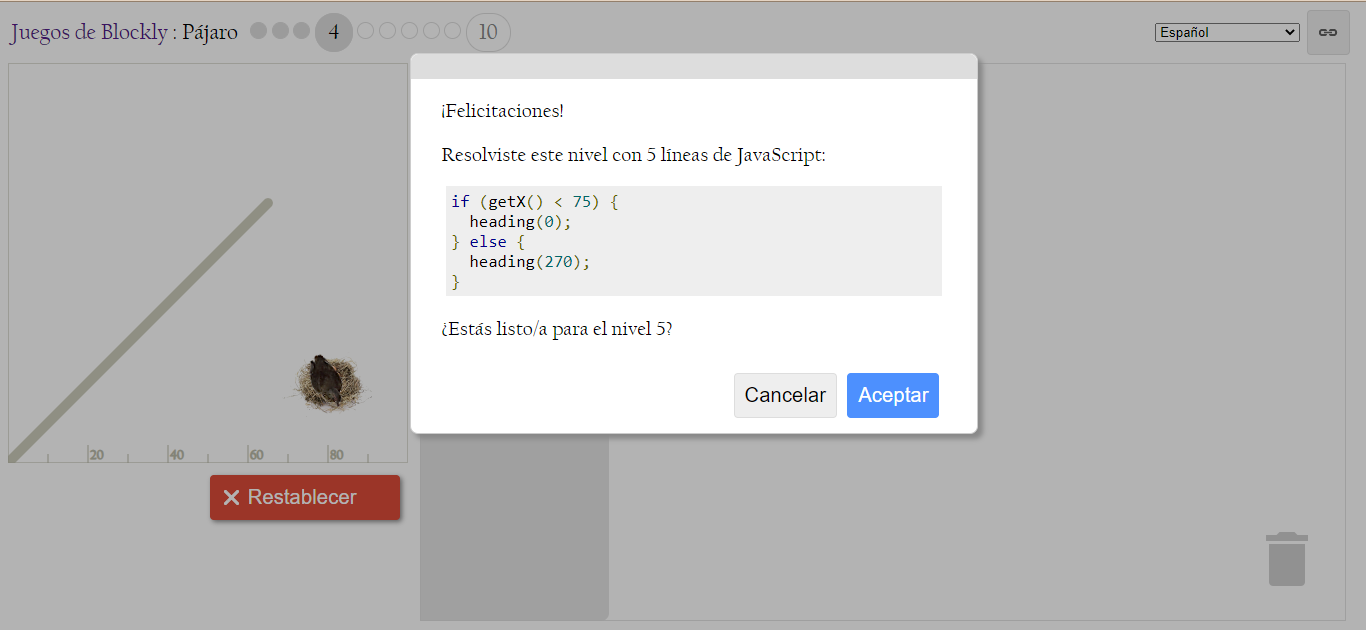 Juegos de Blockly : Pájaro 4 10
Español
¡Felicitaciones!
Resolviste este nivel con 5 líneas de JavaScript:
if (getX() < 75) {
  heading(0);
} else {
  heading(270);
}
¿Estás listo/a para el nivel 5?
Cancelar Aceptar
20 40 60 80
Restablecer